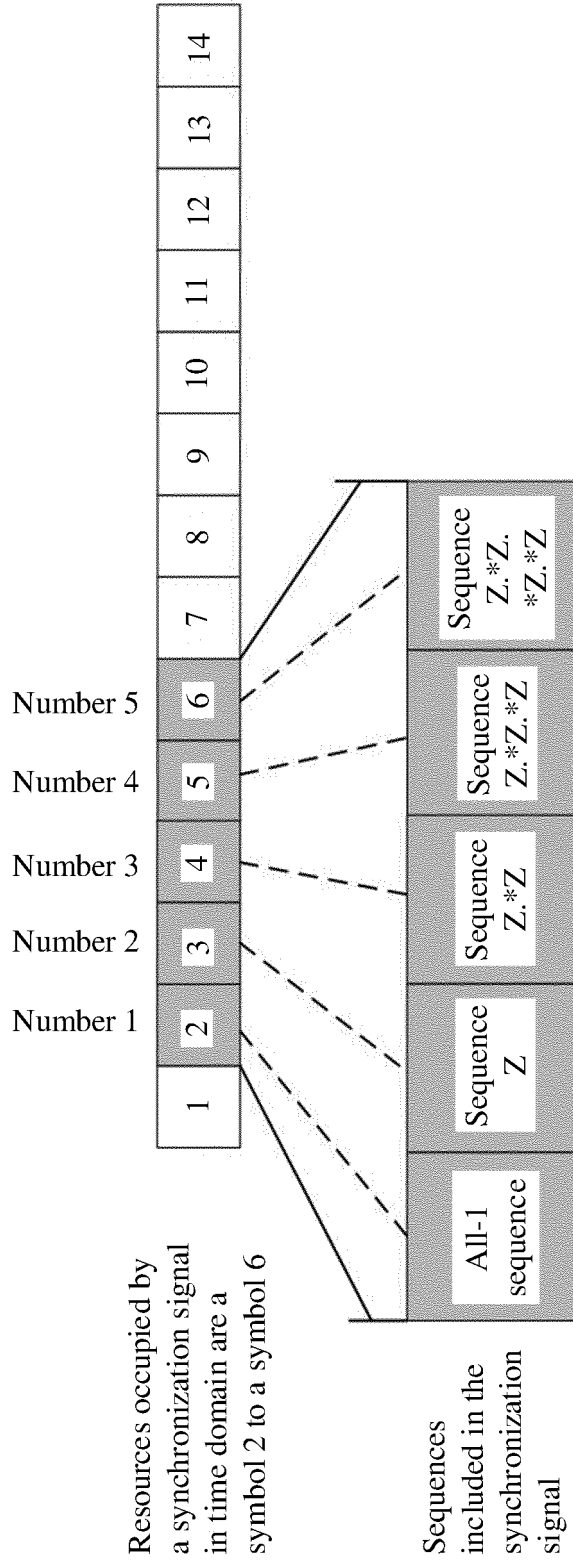 Number 1
Number 2
Number 3
Number 4
Number 5
Resources occupied by
a synchronization signal
in time domain are a
symbol 2 to a symbol 6
1
2
3
4
5
6
7
8
9
10
11
12
13
14
Sequences
included in the
synchronization
signal
All-1
sequence
Sequence
Z
Sequence
Z.*Z
Sequence
Z.*Z.*Z
Sequence
Z.*Z.
*Z.*Z